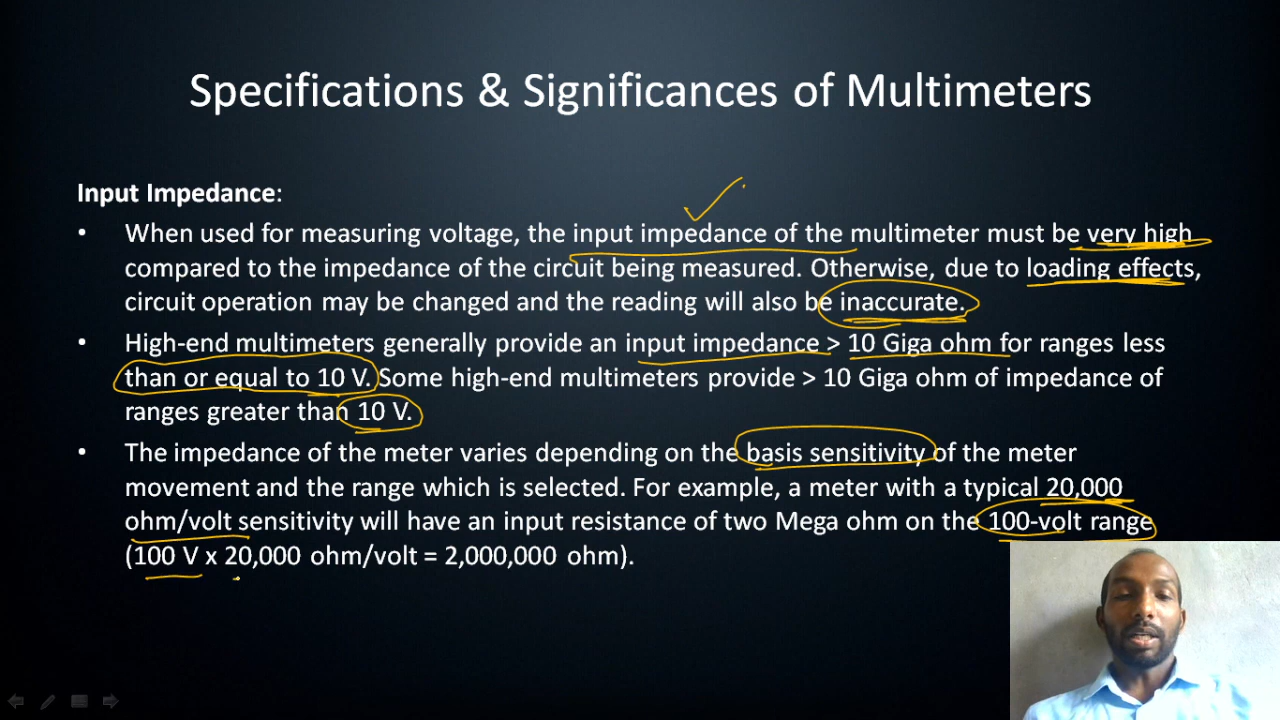 Specifications & Significances of Multimeters
Input Impedance:
• When used for measuring voltage, the input impedance of the multimeter must be very high
compared to the impedance of the circuit being measured. Otherwise, due to loading effects,
circuit operation may be changed and the reading will also be inaccurate.
• High-end multimeters generally provide an input impedance > 10 Giga ohm for ranges less
than or equal to 10 V. Some high-end multimeters provide > 10 Giga ohm of impedance of
ranges greater than 10 V.
• The impedance of the meter varies depending on the basis sensitivity of the meter
movement and the range which is selected. For example, a meter with a typical 20,000
ohm/volt sensitivity will have an input resistance of two Mega ohm on the 100-volt range
(100 V x 20,000 ohm/volt = 2,000,000 ohm).